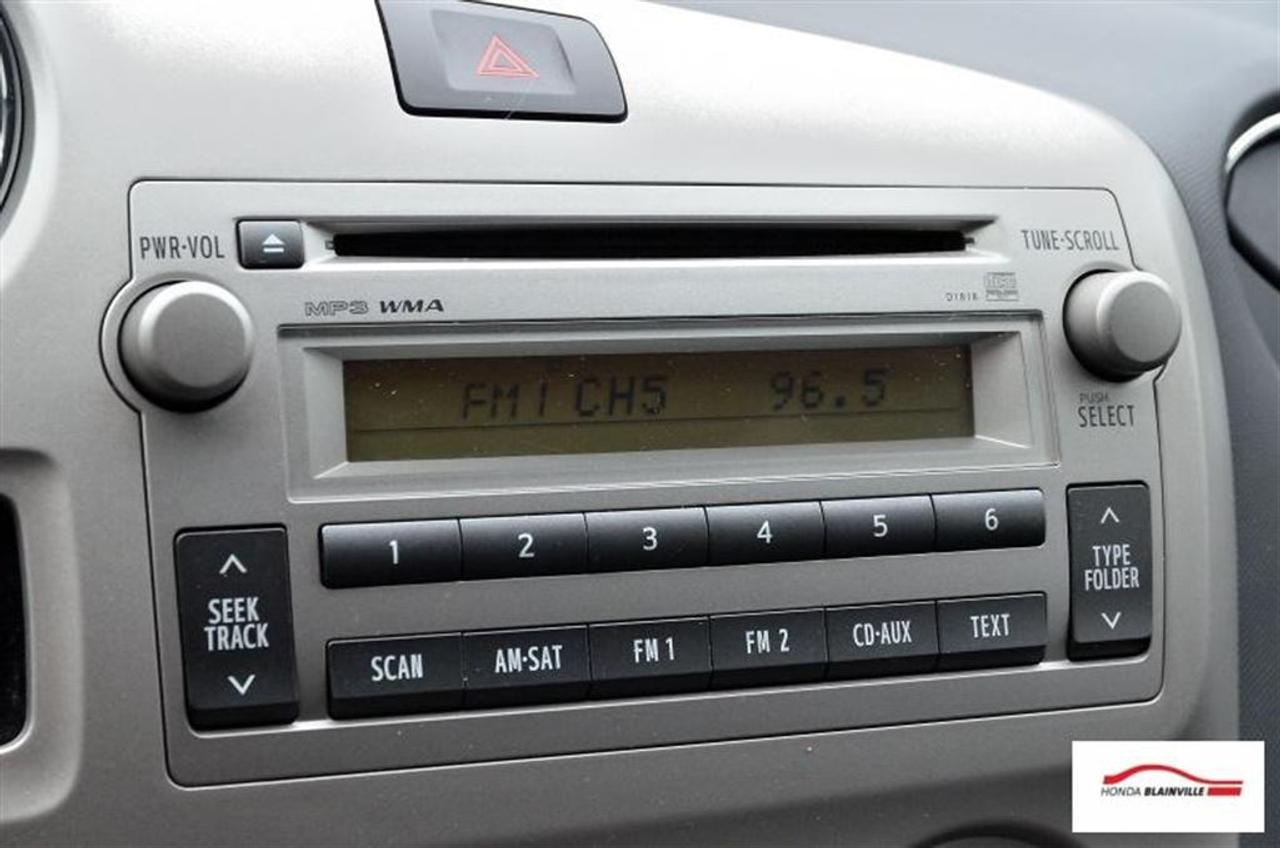 PWR·VOL
TUNE·SCROLL
MP3 WMA
FM1 CH5 96.5
PUSH
SELECT
1 2 3 4 5 6
SEEK
TRACK
TYPE
FOLDER
SCAN AM·SAT FM 1 FM 2 CD·AUX TEXT
HONDA BLAINVILLE